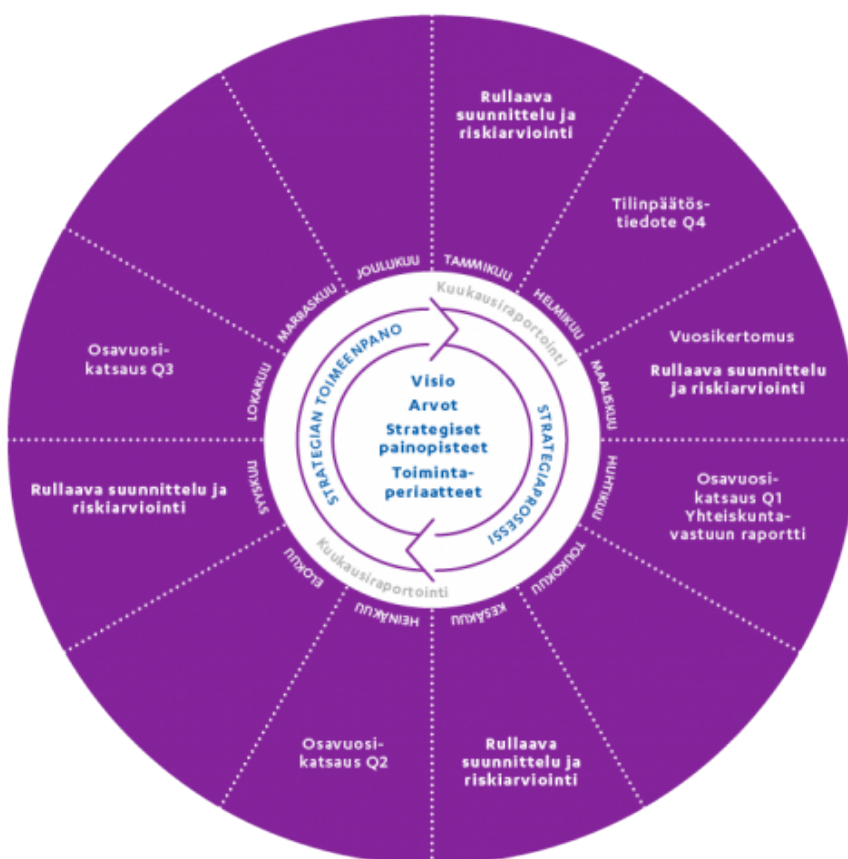 Rullaava
suunnittelu ja
riskiarviointi
Tilinpäätös-
tiedote Q4
Vuosikertomus
Rullaava suunnittelu
ja riskiarviointi
Osavuosi-
katsaus Q1
Yhteiskunta-
vastuun raportti
Rullaava
suunnittelu ja
riskiarviointi
Osavuosi-
katsaus Q2
Rullaava suunnittelu ja
riskiarviointi
Osavuosi-
katsaus Q3
TAMMIKUU
HELMIKUU
MAALISKUU
HUHTIKUU
TOUKOKUU
KESÄKUU
HEINÄKUU
ELOKUU
SYYSKUU
LOKAKUU
MARRASKUU
JOULUKUU
Kuukausiraportointi
Kuukausiraportointi
STRATEGIAN TOIMEENPANO
STRATEGIAPROSESSI
Visio
Arvot
Strategiset
painopisteet
Toiminta-
periaatteet